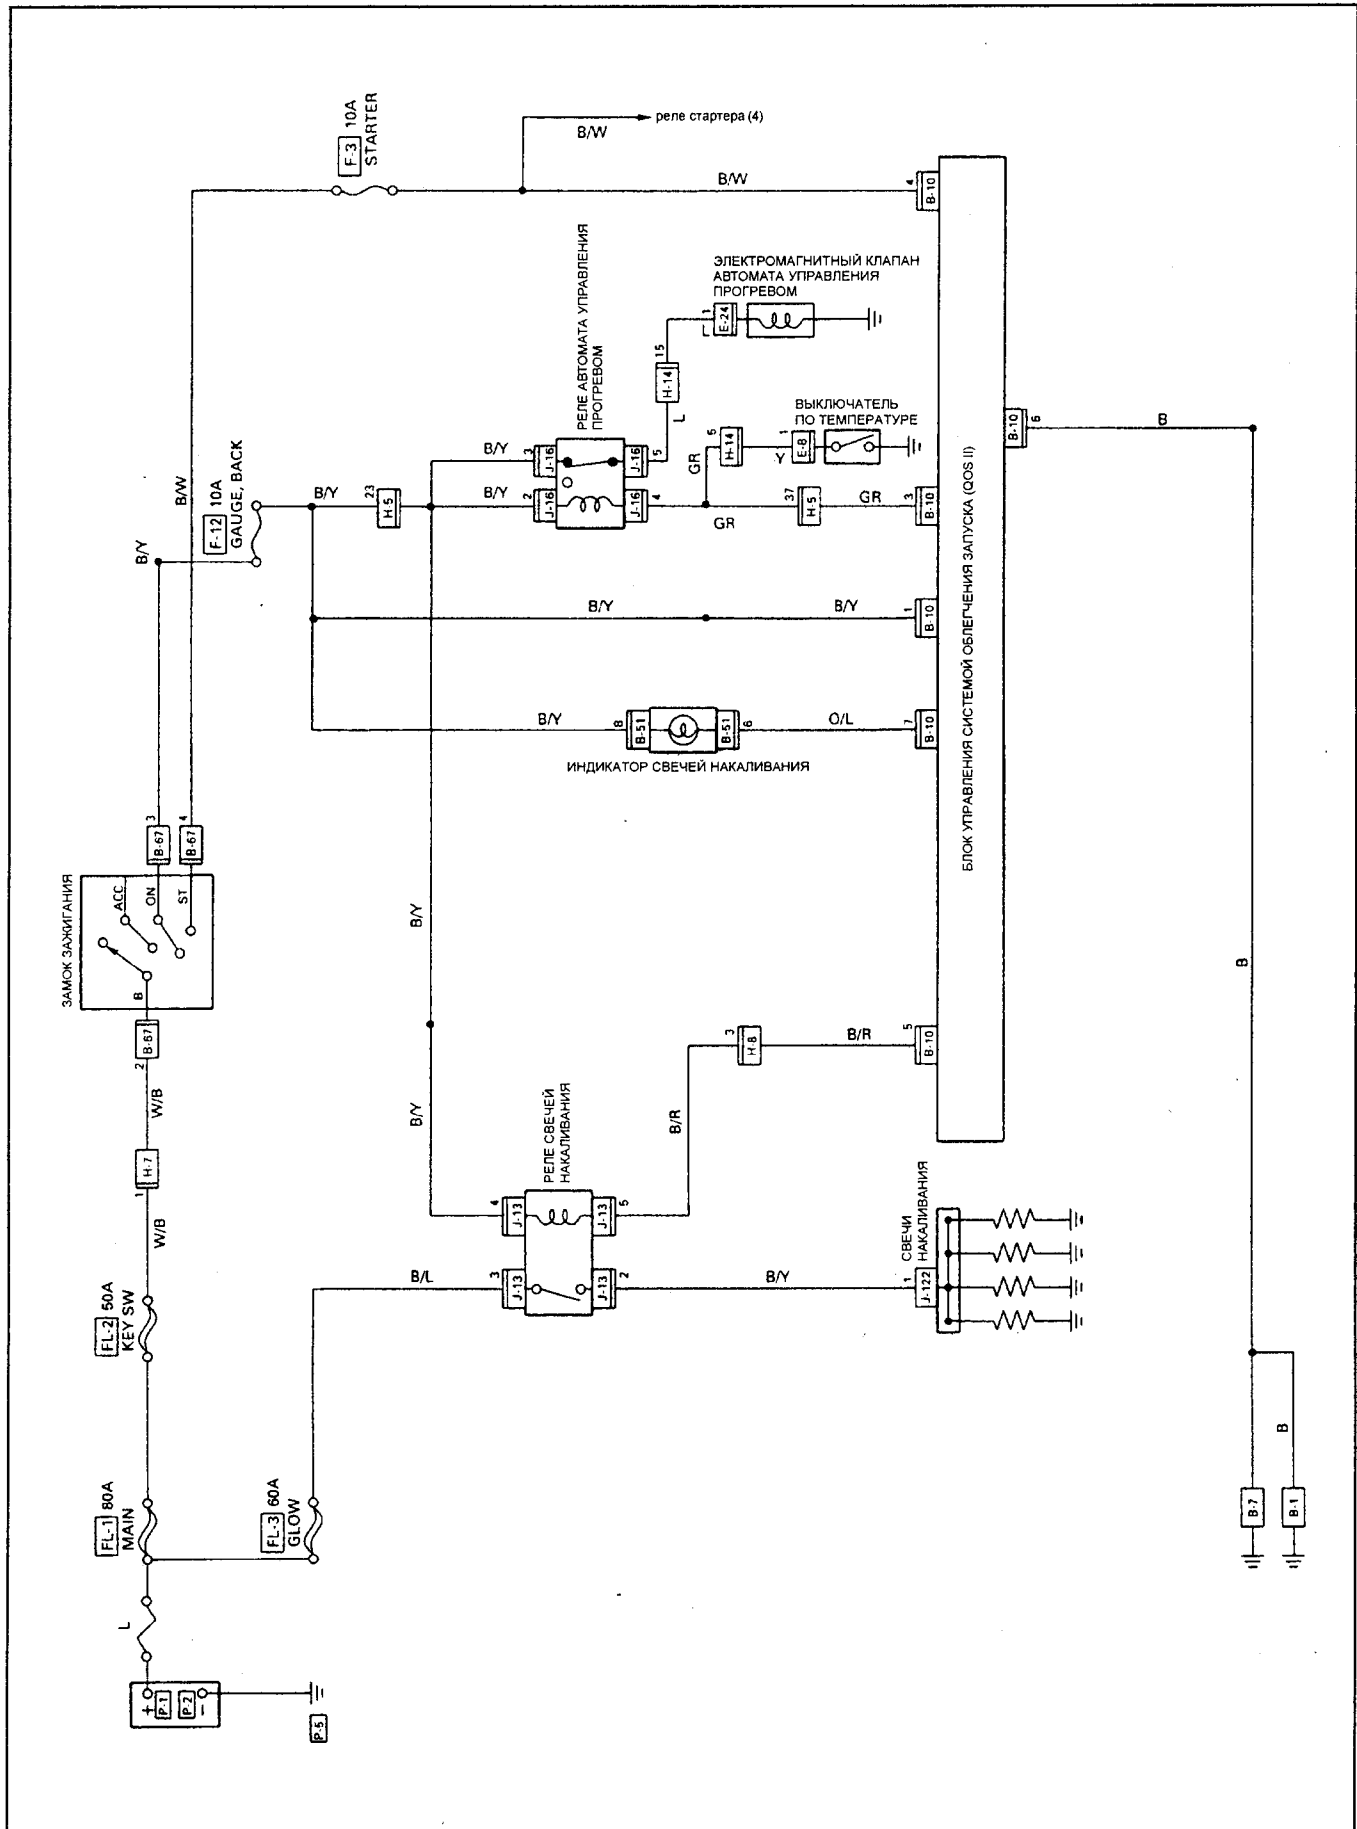 F-3 10A
STARTER
B/W
реле стартера (4)
B/W
4
B-10
РЕЛЕ АВТОМАТА УПРАВЛЕНИЯ
ПРОГРЕВОМ
ЭЛЕКТРОМАГНИТНЫЙ КЛАПАН
АВТОМАТА УПРАВЛЕНИЯ
ПРОГРЕВОМ
1
L
E-24
15
H-14
L
F-12 10A
GAUGE, BACK
B/W
B/Y
B/Y
23
H-5
B/Y
3
J-16
J-16
5
B/Y
2
J-16
J-16
4
GR
5
H-14
Y
1
E-8
ВЫКЛЮЧАТЕЛЬ
ПО ТЕМПЕРАТУРЕ
GR
37
H-5
GR
3
B-10
B-10
6
B
B/Y
B/Y
1
B-10
B/Y
8
B-51
B-51
6
O/L
7
B-10
ИНДИКАТОР СВЕЧЕЙ НАКАЛИВАНИЯ
БЛОК УПРАВЛЕНИЯ СИСТЕМОЙ ОБЛЕГЧЕНИЯ ЗАПУСКА (QOS II)
3
B-67
4
B-67
ЗАМОК ЗАЖИГАНИЯ
ACC
ON
ST
B
B-67
2
W/B
H-7
1
W/B
B/Y
B
B/Y
РЕЛЕ СВЕЧЕЙ
НАКАЛИВАНИЯ
3
H-8
B/R
5
B-10
B/R
4
J-13
J-13
5
B/L
3
J-13
J-13
2
B/Y
СВЕЧИ
НАКАЛИВАНИЯ
1
J-122
FL-2 50A
KEY SW
FL-1 80A
MAIN
FL-3 60A
GLOW
L
B
B-7
B-1
+
P-1
P-2
−
P-5